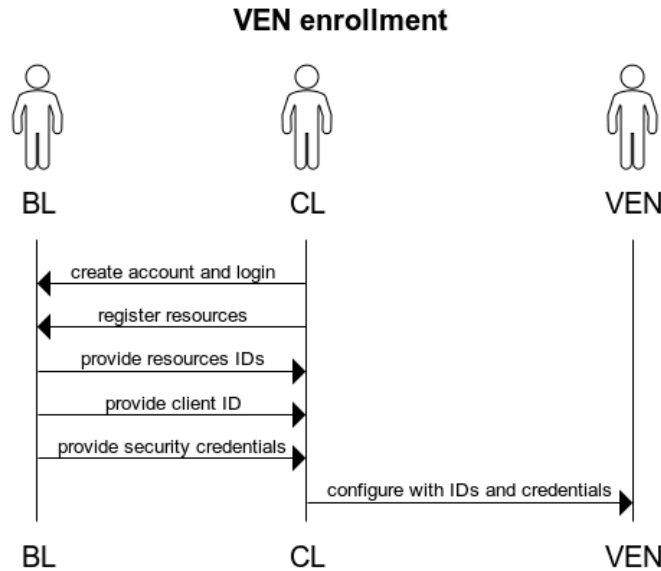 VEN enrollment
BL
CL
VEN
create account and login
register resources
provide resources IDs
provide client ID
provide security credentials
configure with IDs and credentials
BL
CL
VEN